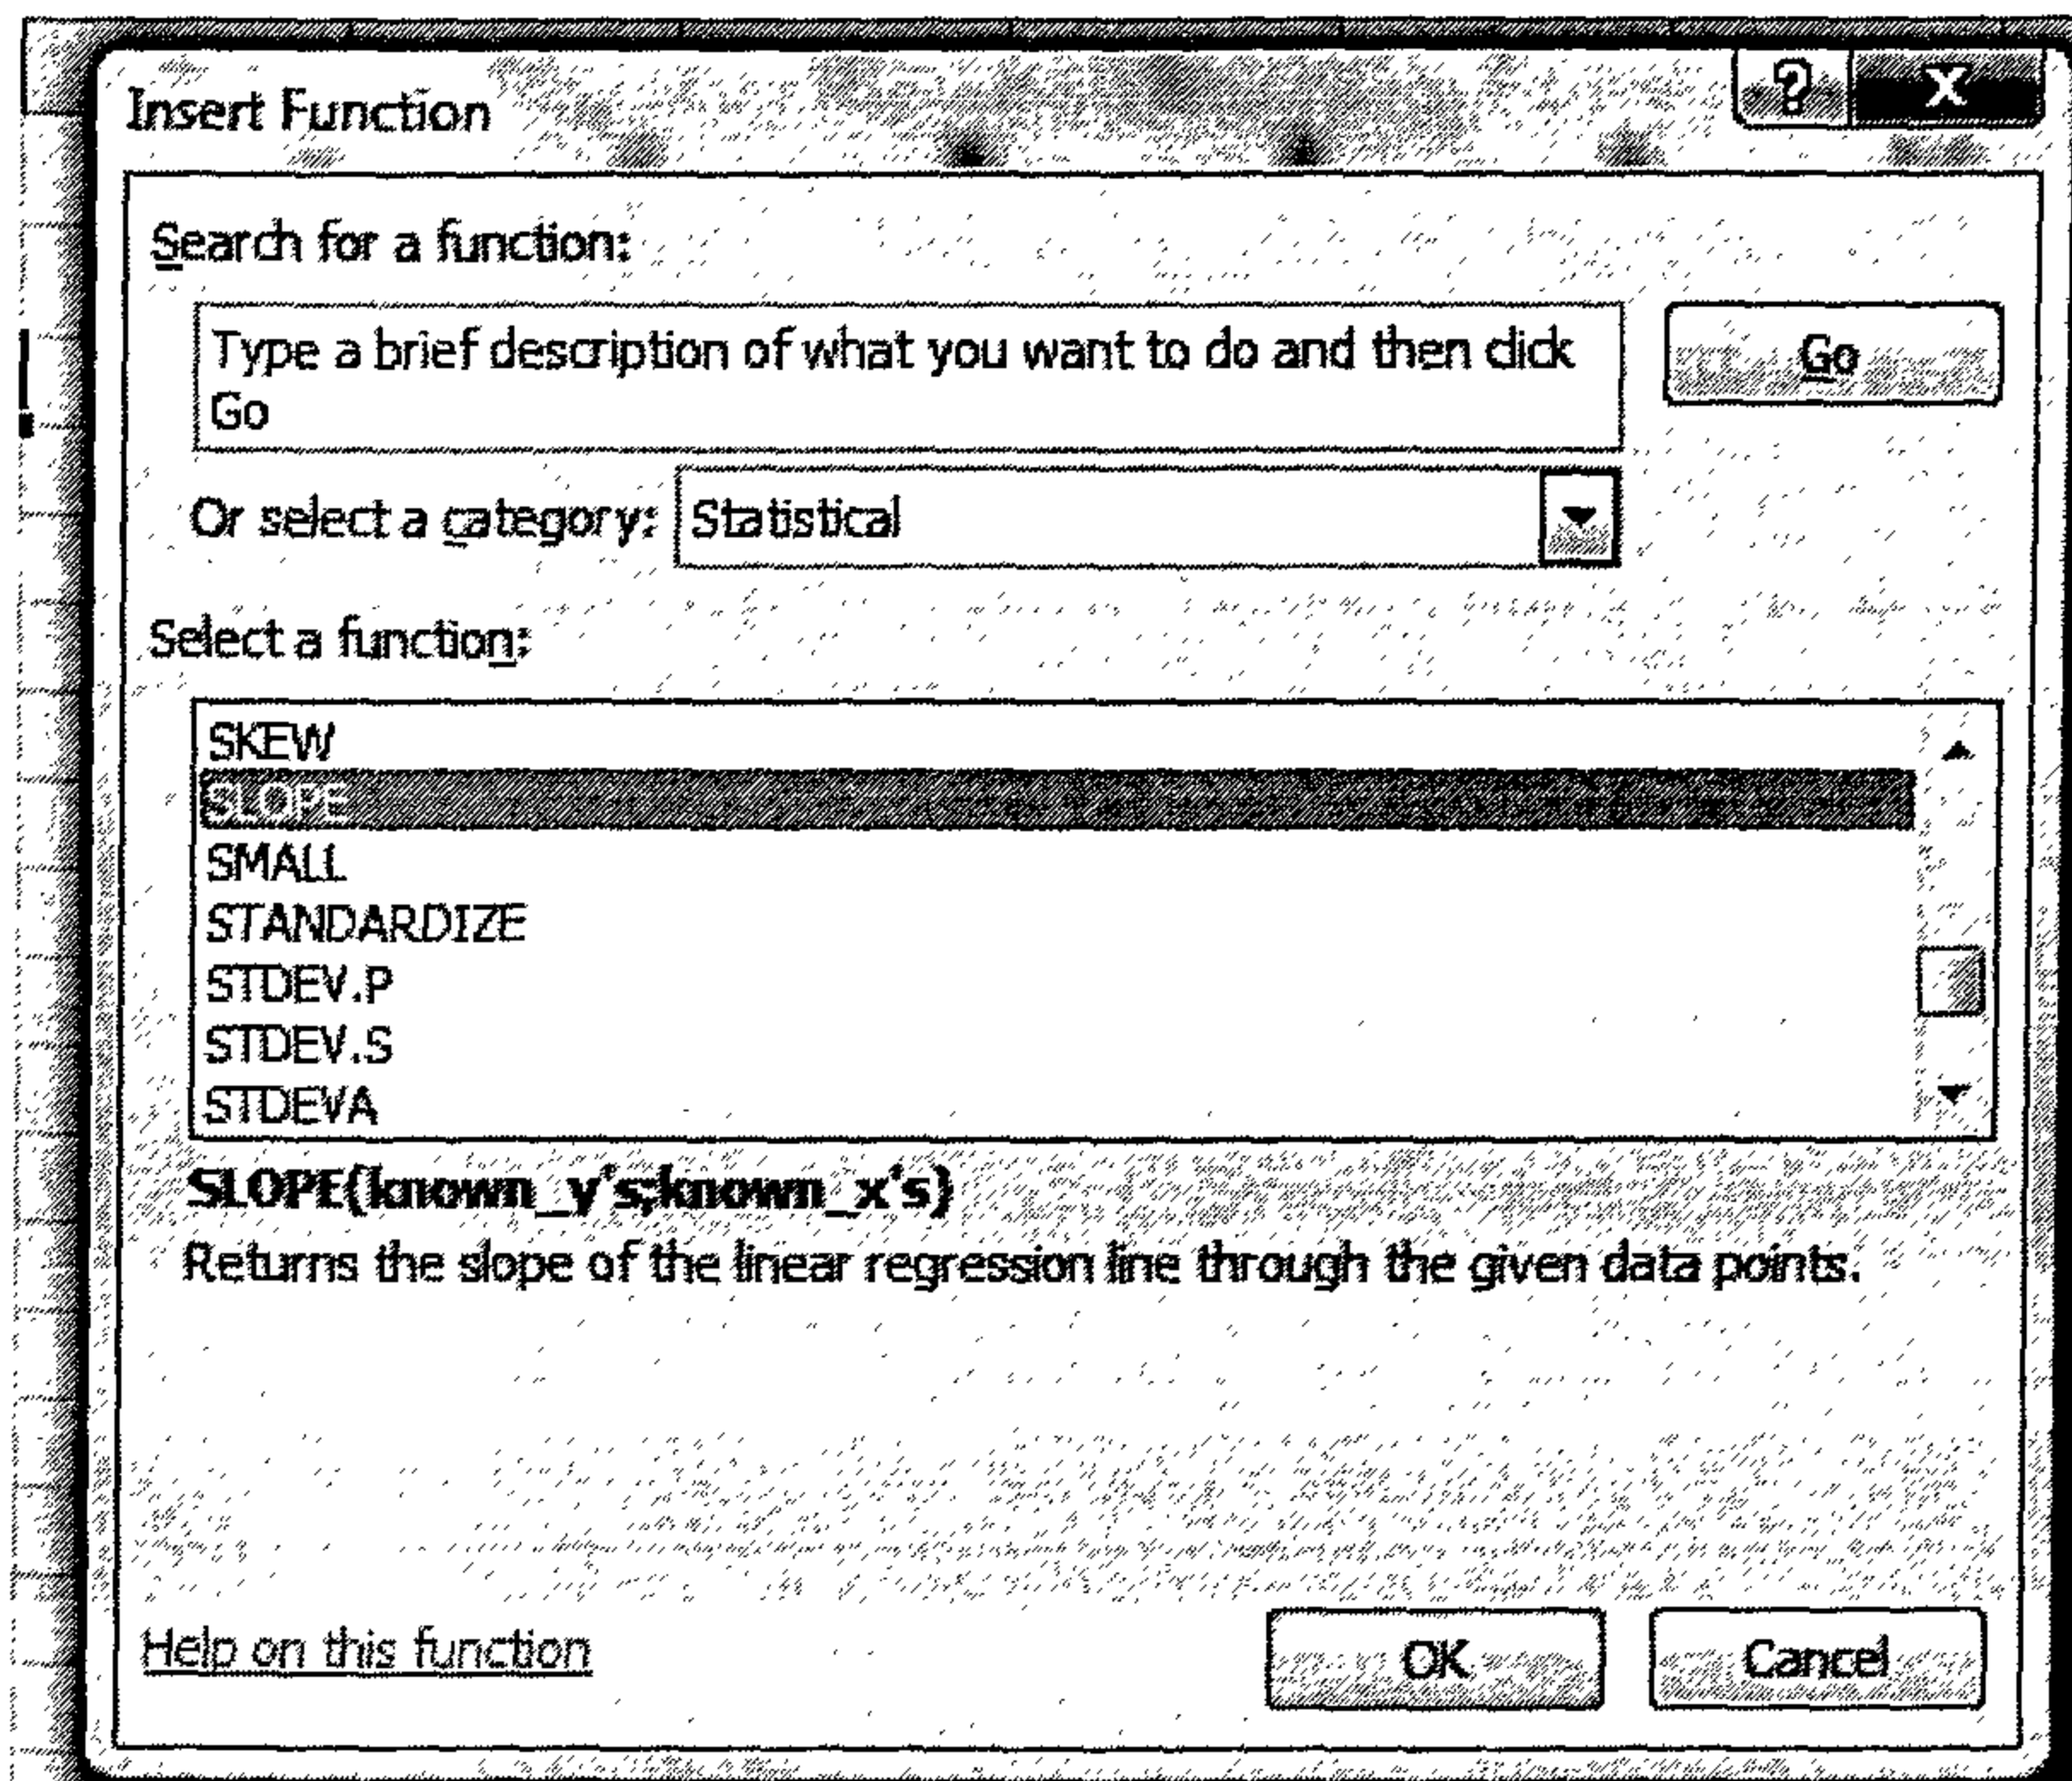 Insert Function
? X
Search for a function:
Type a brief description of what you want to do and then click
Go
Go
Or select a category: Statistical
Select a function:
SKEW
SLOPE
SMALL
STANDARDIZE
STDEV.P
STDEV.S
STDEVA
SLOPE(known_y's;known_x's)
Returns the slope of the linear regression line through the given data points.
Help on this function
OK
Cancel